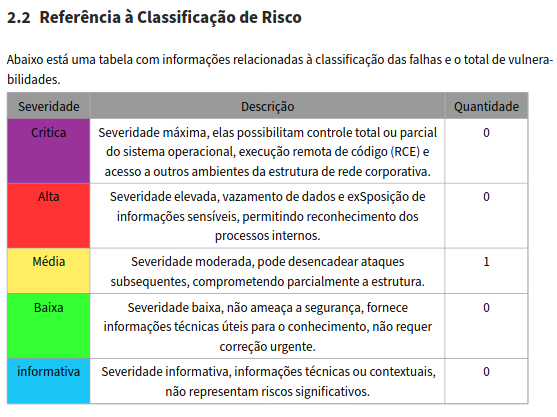 2.2 Referência à Classificação de Risco
Abaixo está uma tabela com informações relacionadas à classificação das falhas e o total de vulnera-
bilidades.
Severidade Descrição Quantidade
Critica Severidade máxima, elas possibilitam controle total ou parcial 0
do sistema operacional, execução remota de código (RCE) e
acesso a outros ambientes da estrutura de rede corporativa.
Alta Severidade elevada, vazamento de dados e exSposição de 0
informações sensíveis, permitindo reconhecimento dos
processos internos.
Média Severidade moderada, pode desencadear ataques 1
subsequentes, comprometendo parcialmente a estrutura.
Baixa Severidade baixa, não ameaça a segurança, fornece 0
informações técnicas úteis para o conhecimento, não requer
correção urgente.
informativa Severidade informativa, informações técnicas ou contextuais, 0
não representam riscos significativos.